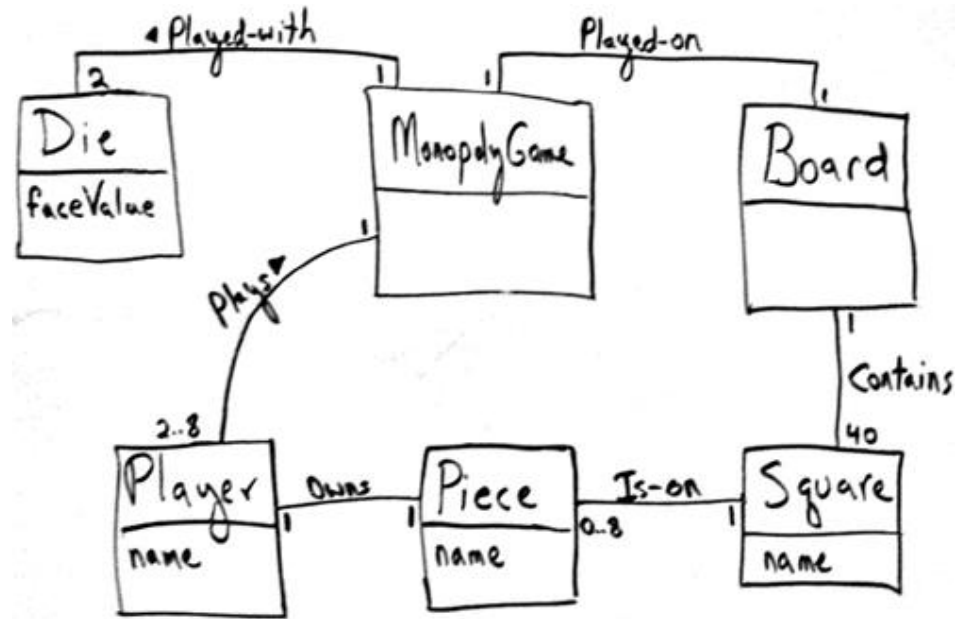 Played-with
Played-on
2
1
1
1
Die
faceValue
MonopolyGame
Board
1
Plays
1
Contains
2..8
40
Player
name
Owns
1
1
Piece
name
Is-on
0..8
1
Square
name